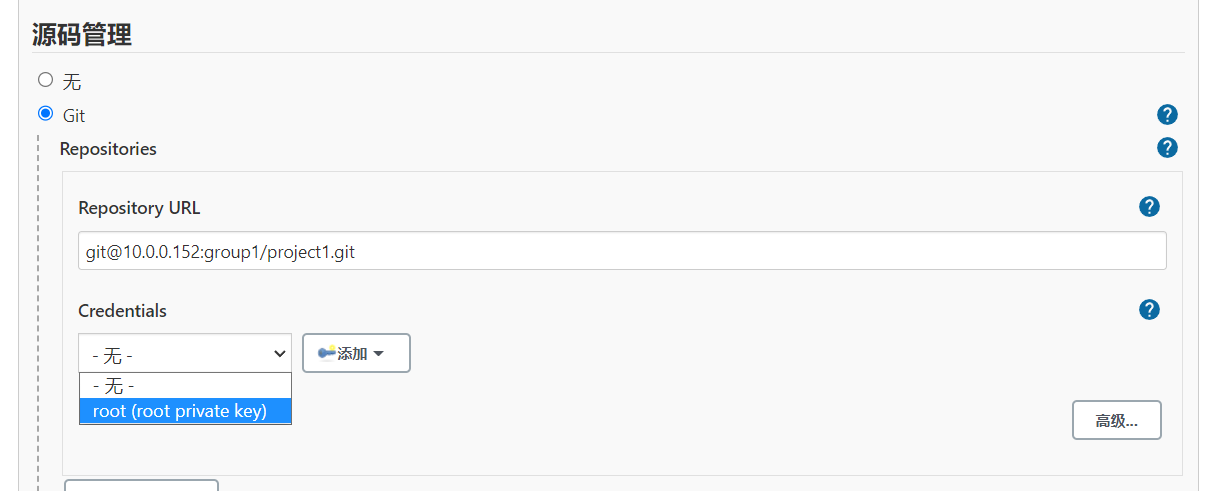 源码管理
无
Git
Repositories
Repository URL
git@10.0.0.152:group1/project1.git
Credentials
- 无 -
添加
- 无 -
root (root private key)
高级...